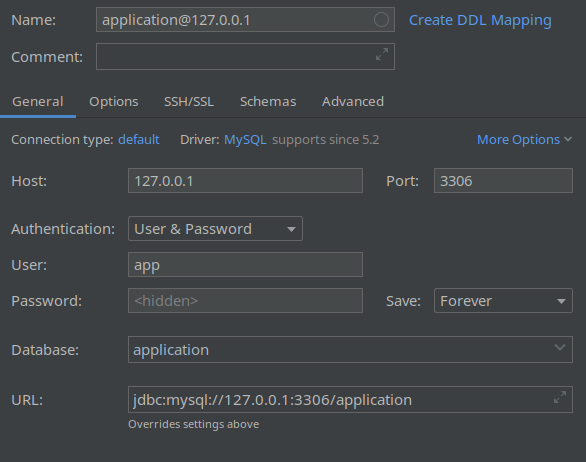 Name: application@127.0.0.1 Create DDL Mapping
Comment:
General Options SSH/SSL Schemas Advanced
Connection type: default Driver: MySQL supports since 5.2 More Options
Host: 127.0.0.1 Port: 3306
Authentication: User & Password
User: app
Password: <hidden> Save: Forever
Database: application
URL: jdbc:mysql://127.0.0.1:3306/application
Overrides settings above